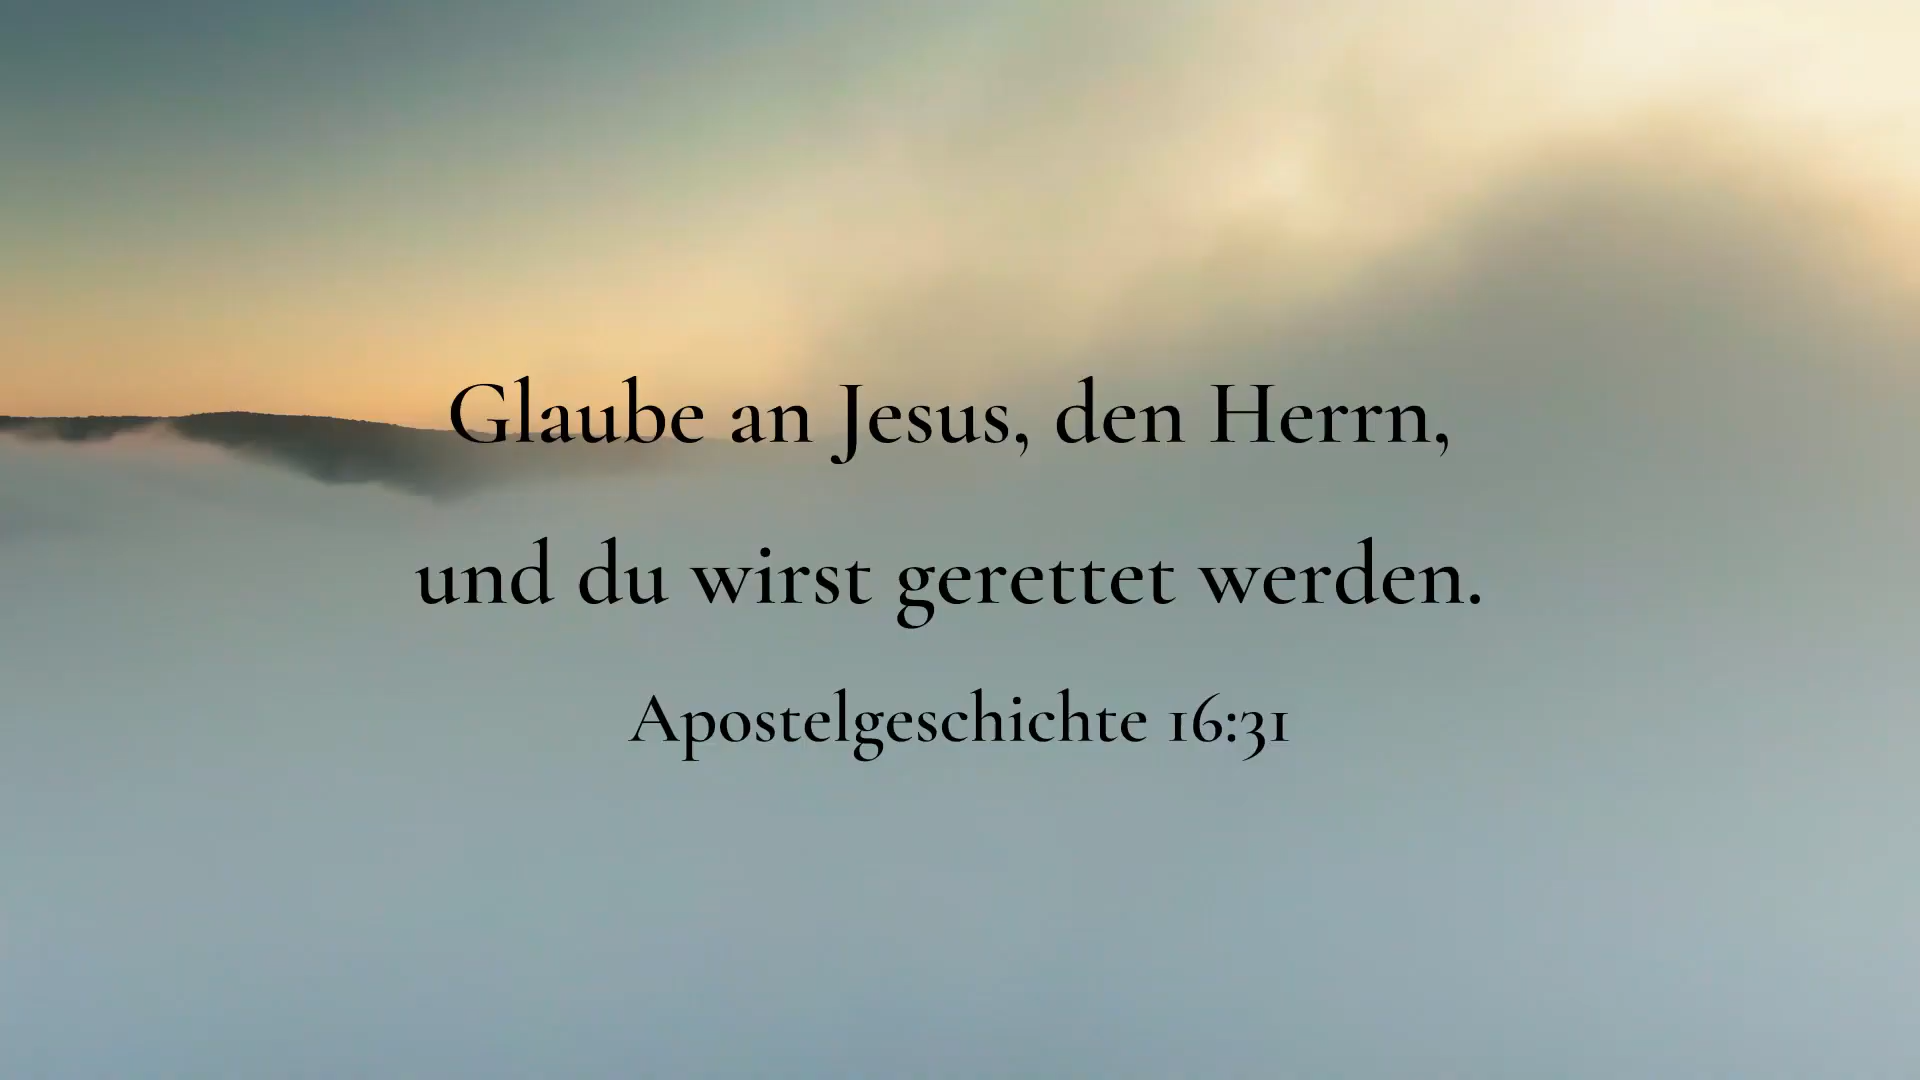 Glaube an Jesus, den Herrn,
und du wirst gerettet werden.
Apostelgeschichte 16:31